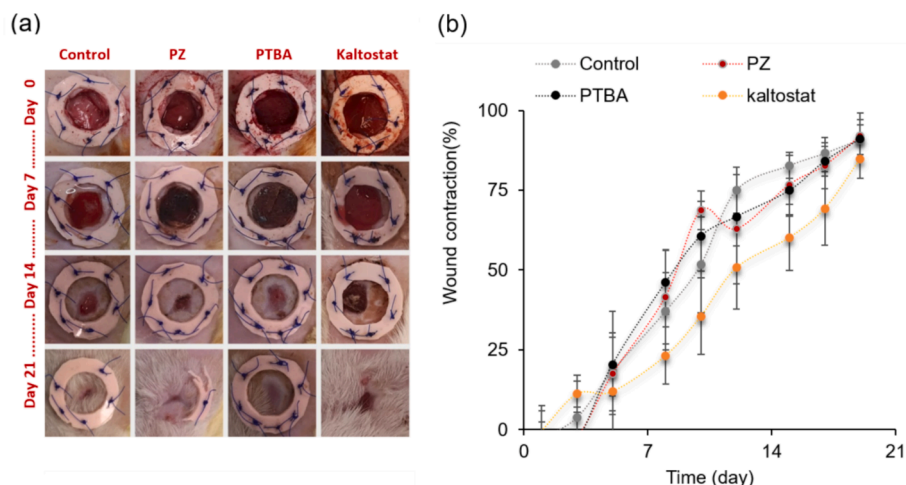 (a)
Control PZ PTBA Kaltostat
Day 0
Day 7 ..........
Day 14 ..........
Day 21 ..........
(b)
Control PZ
PTBA kaltostat
Wound contraction(%)
100
75
50
25
0
0 7 14 21
Time (day)